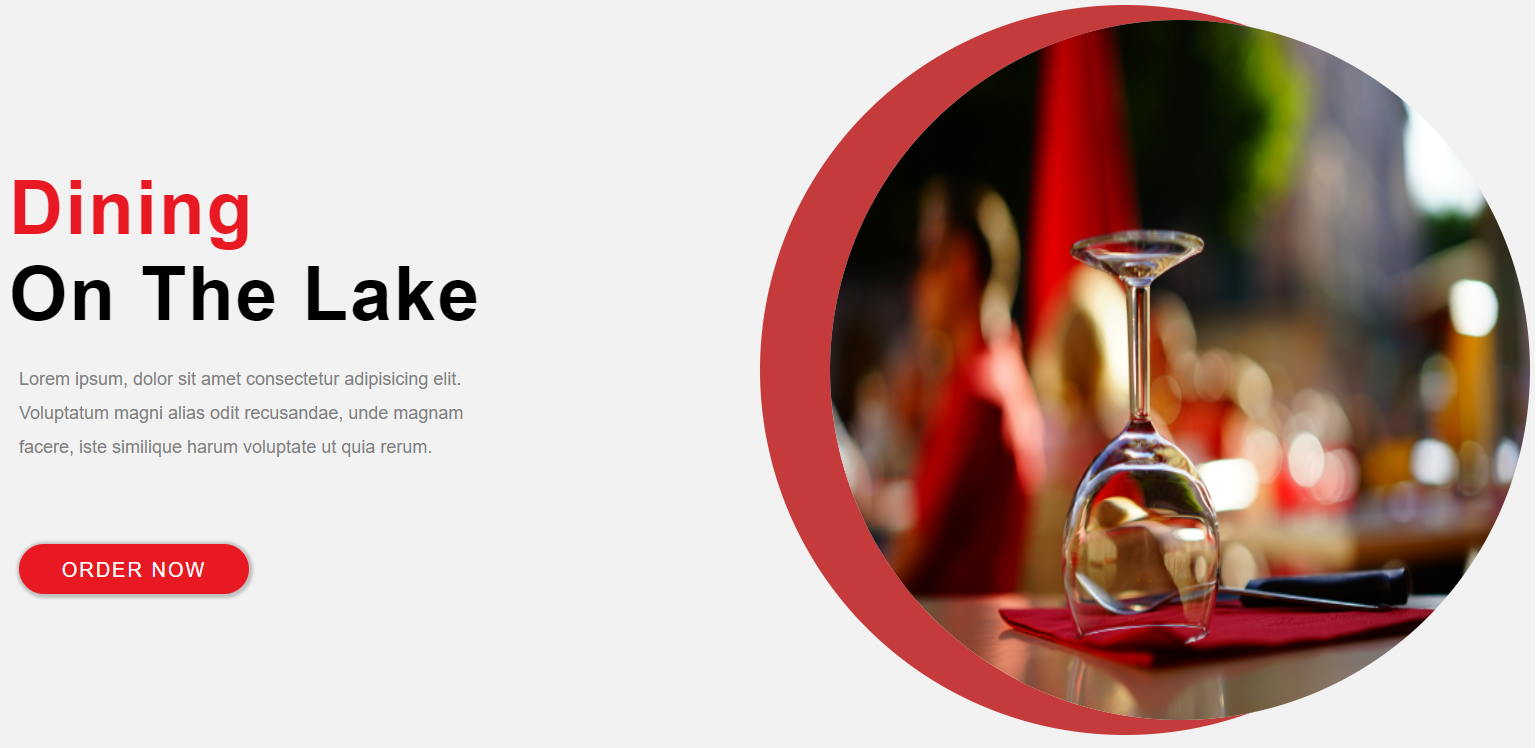 Dining
On The Lake
Lorem ipsum, dolor sit amet consectetur adipisicing elit.
Voluptatum magni alias odit recusandae, unde magnam
facere, iste similique harum voluptate ut quia rerum.
ORDER NOW